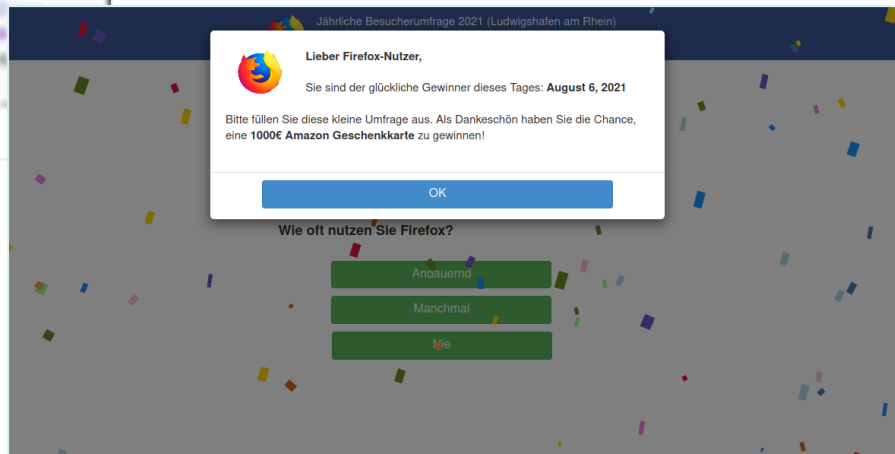 Jährliche Besucherumfrage 2021 (Ludwigshafen am Rhein)
Lieber Firefox-Nutzer,
Sie sind der glückliche Gewinner dieses Tages: August 6, 2021
Bitte füllen Sie diese kleine Umfrage aus. Als Dankeschön haben Sie die Chance,
eine 1000€ Amazon Geschenkkarte zu gewinnen!
OK
Wie oft nutzen Sie Firefox?
Andauernd
Manchmal
Nie